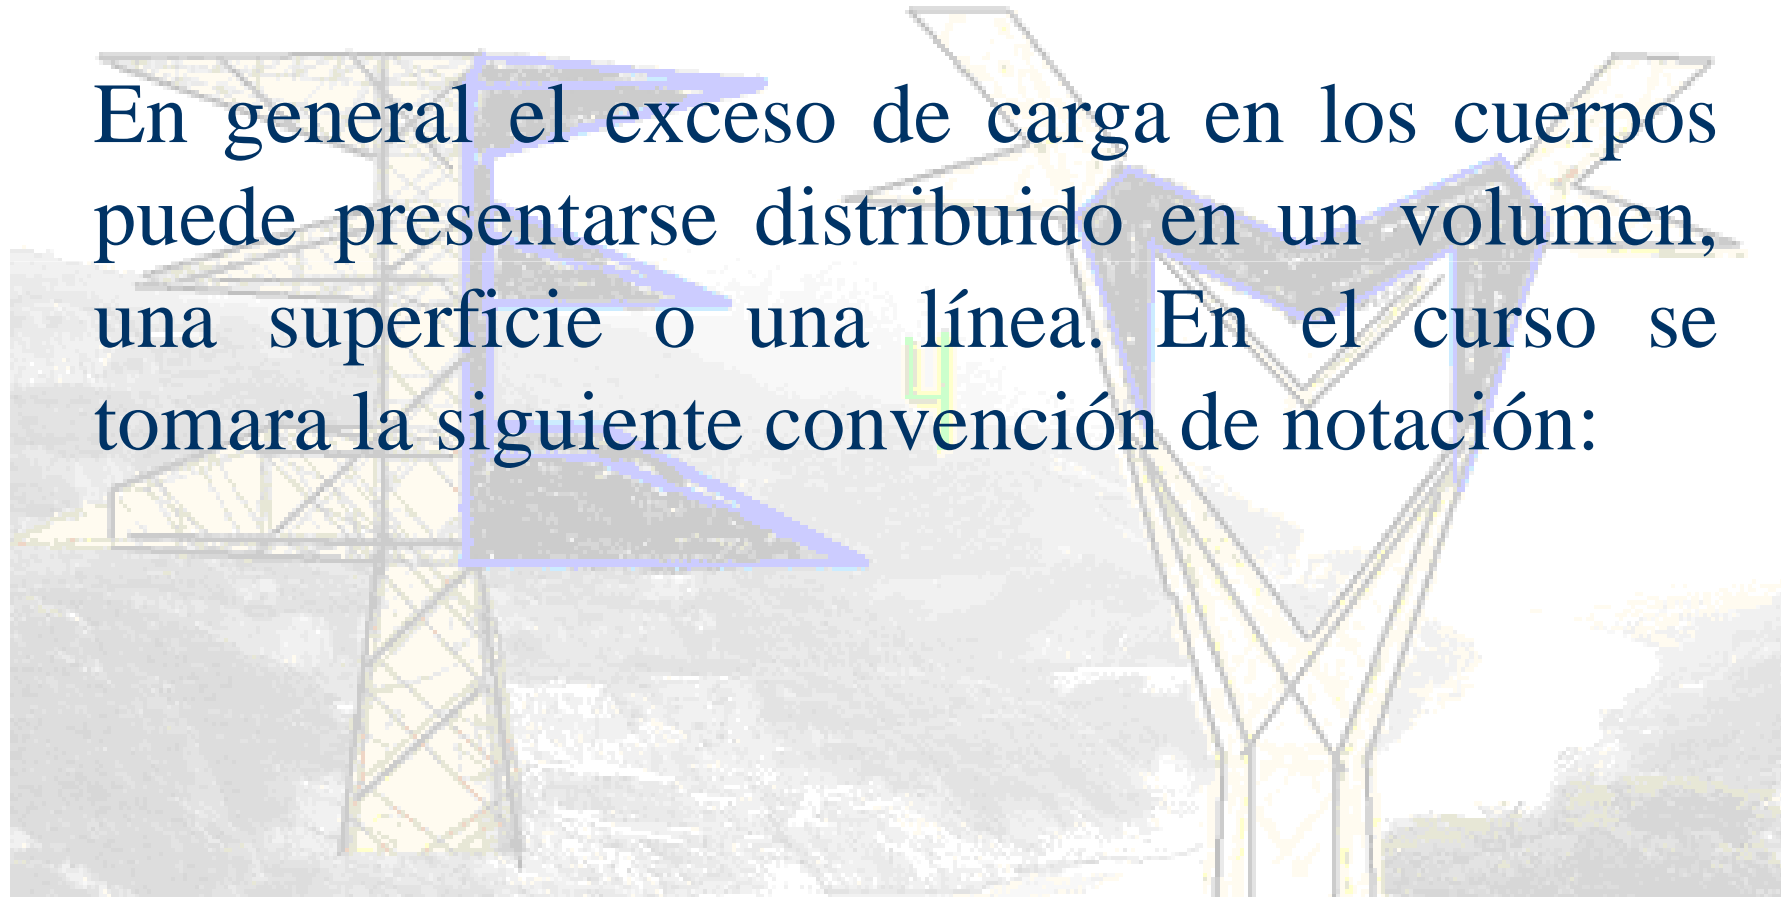 En general el exceso de carga en los cuerpos
puede presentarse distribuido en un volumen,
una superficie o una línea. En el curso se
tomara la siguiente convención de notación: